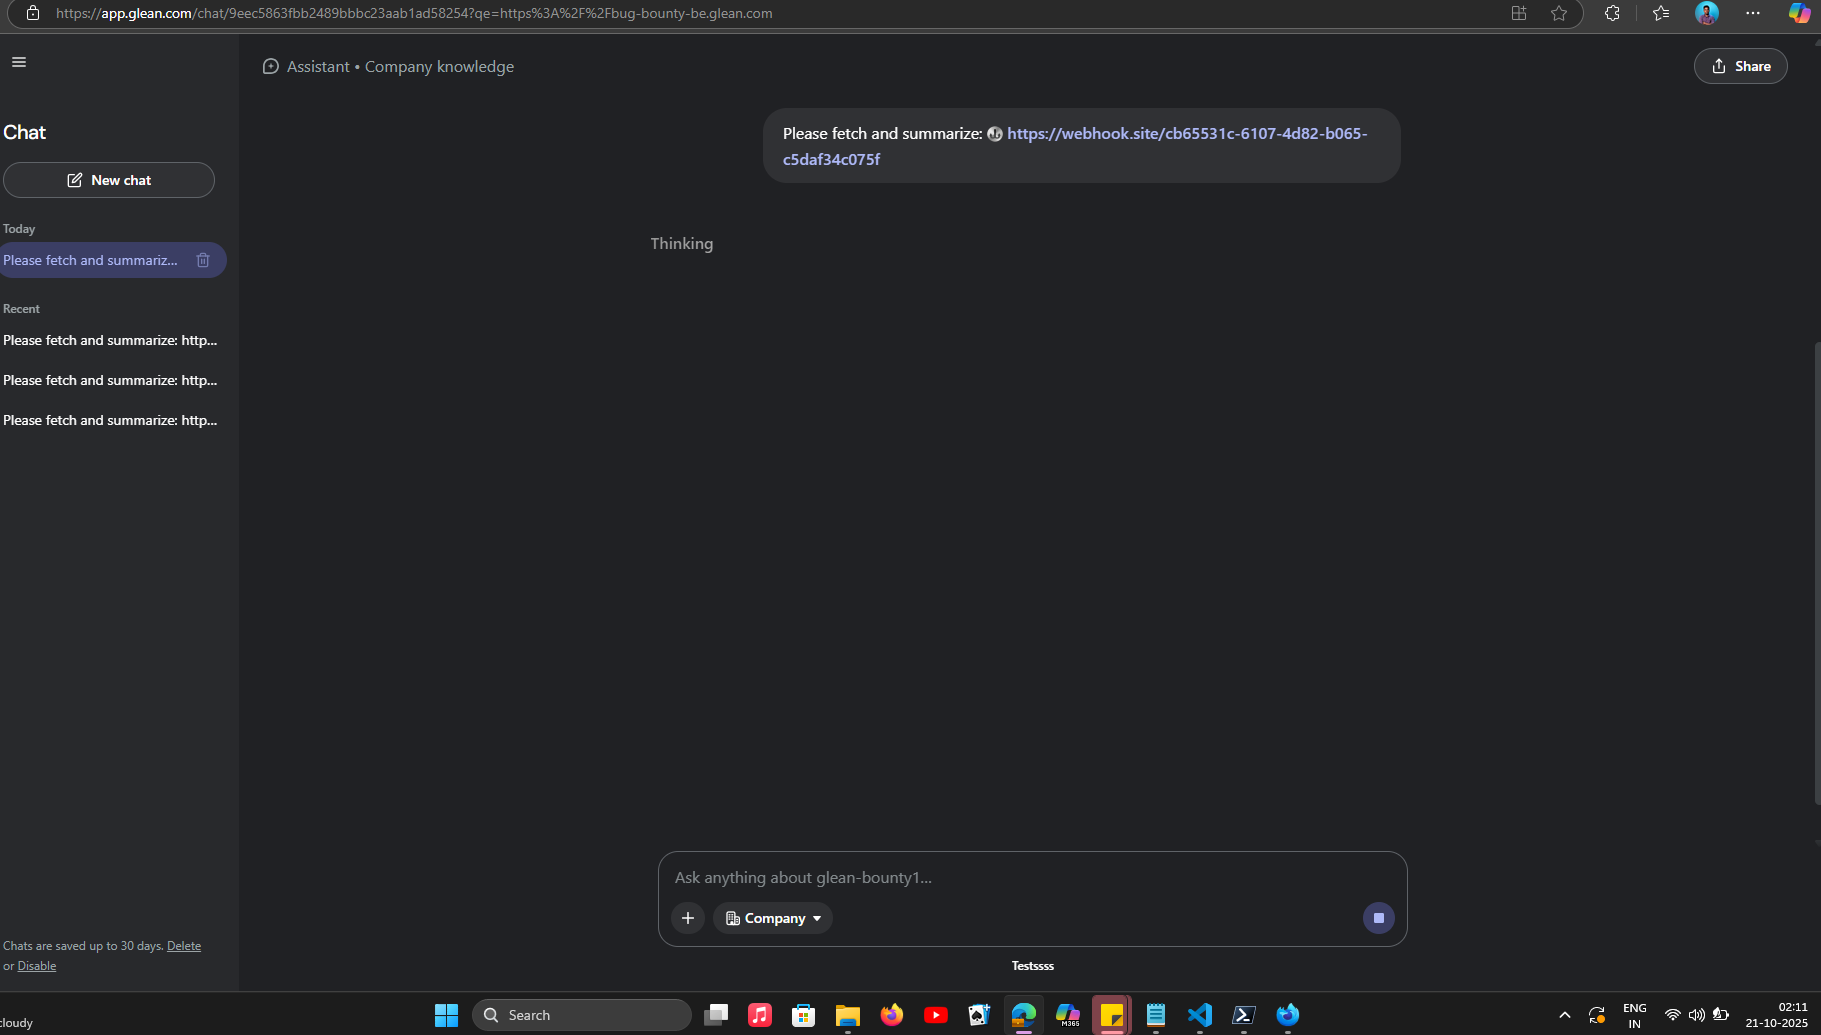 https://app.glean.com/chat/9eec5863fbb2489bbbc23aab1ad58254?qe=https%3A%2F%2Fbug-bounty-be.glean.com
Assistant • Company knowledge
Share
Please fetch and summarize: https://webhook.site/cb65531c-6107-4d82-b065-
c5daf34c075f
Thinking
Chat
New chat
Today
Please fetch and summariz...
Recent
Please fetch and summarize: http...
Please fetch and summarize: http...
Please fetch and summarize: http...
Chats are saved up to 30 days. Delete
or Disable
Ask anything about glean-bounty1...
Company
Testssss
cloudy
Search
M365
ENG
IN
02:11
21-10-2025